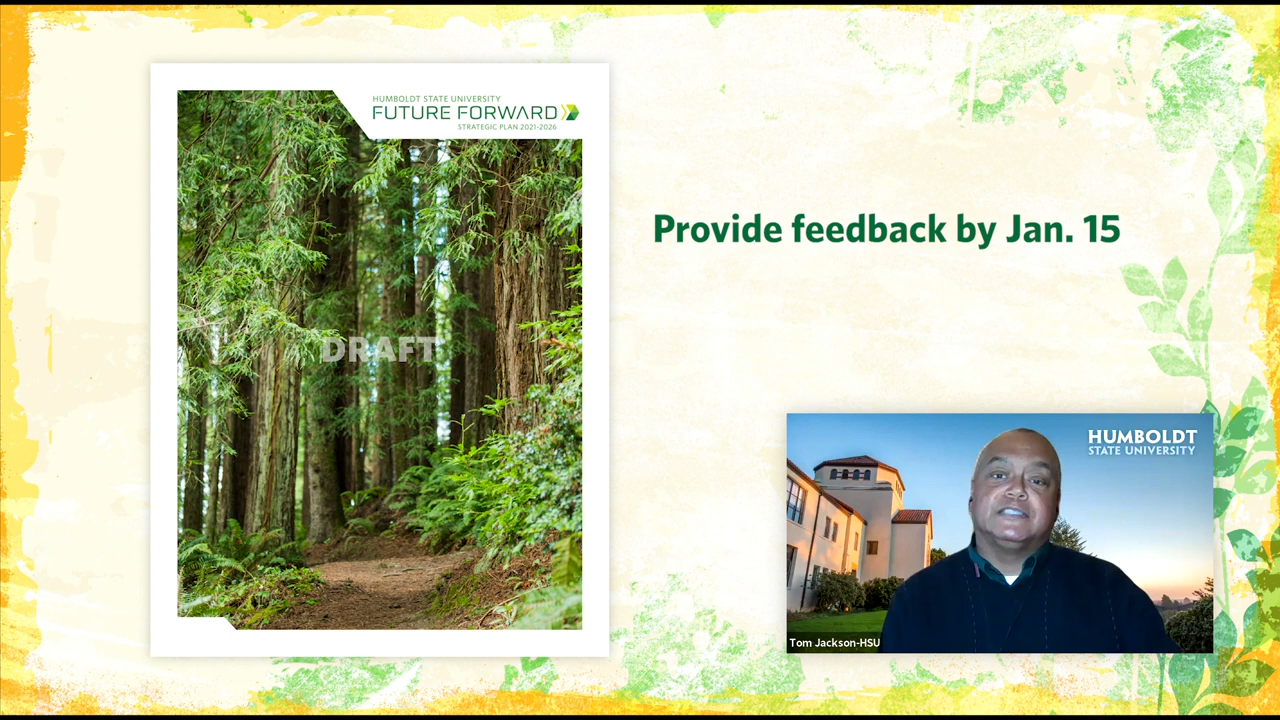 HUMBOLDT STATE UNIVERSITY
FUTURE FORWARD
STRATEGIC PLAN 2021-2026
DRAFT
Provide feedback by Jan. 15
HUMBOLDT
STATE UNIVERSITY
Tom Jackson-HSU